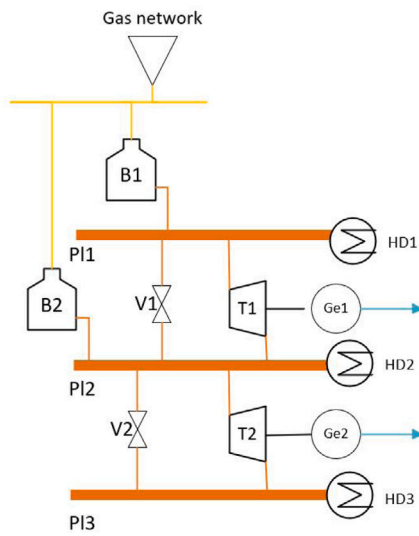 Gas network
B1
HD1
Pl1
B2
V1
T1
Ge1
HD2
Pl2
V2
T2
Ge2
HD3
Pl3